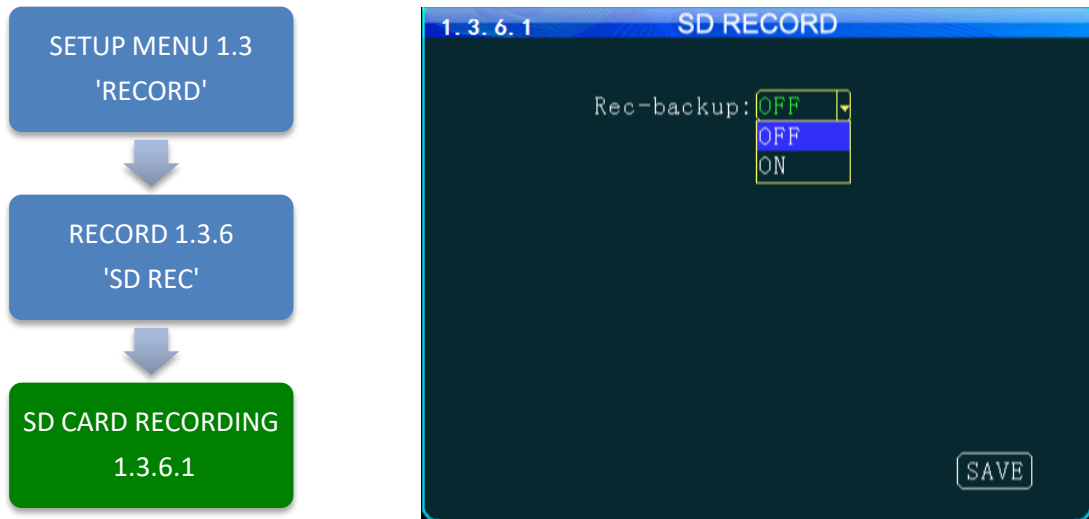 SETUP MENU 1.3
'RECORD'
RECORD 1.3.6
'SD REC'
SD CARD RECORDING
1.3.6.1
1.3.6.1 SD RECORD
Rec-backup: OFF
OFF
ON
SAVE